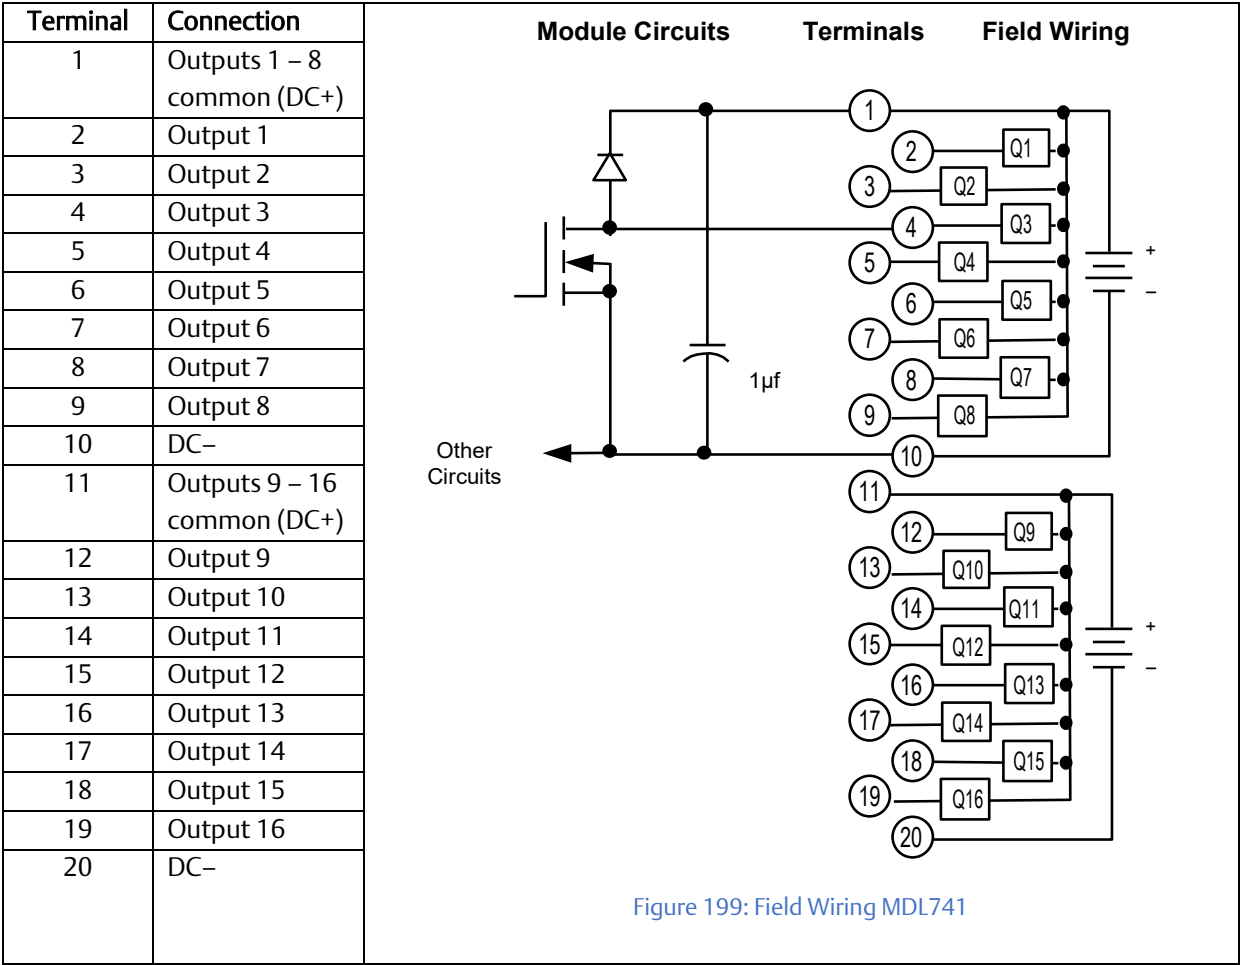 Terminal Connection
1 Outputs 1 – 8
common (DC+)
2 Output 1
3 Output 2
4 Output 3
5 Output 4
6 Output 5
7 Output 6
8 Output 7
9 Output 8
10 DC–
11 Outputs 9 – 16
common (DC+)
12 Output 9
13 Output 10
14 Output 11
15 Output 12
16 Output 13
17 Output 14
18 Output 15
19 Output 16
20 DC–
Module Circuits Terminals Field Wiring
1
2 Q1
3 Q2
4 Q3
+
5 Q4
6 Q5
–
7 Q6
8 Q7
1µf
9 Q8
Other
Circuits
10
11
12 Q9
13 Q10
14 Q11
+
15 Q12
–
16 Q13
17 Q14
18 Q15
19 Q16
20
Figure 199: Field Wiring MDL741